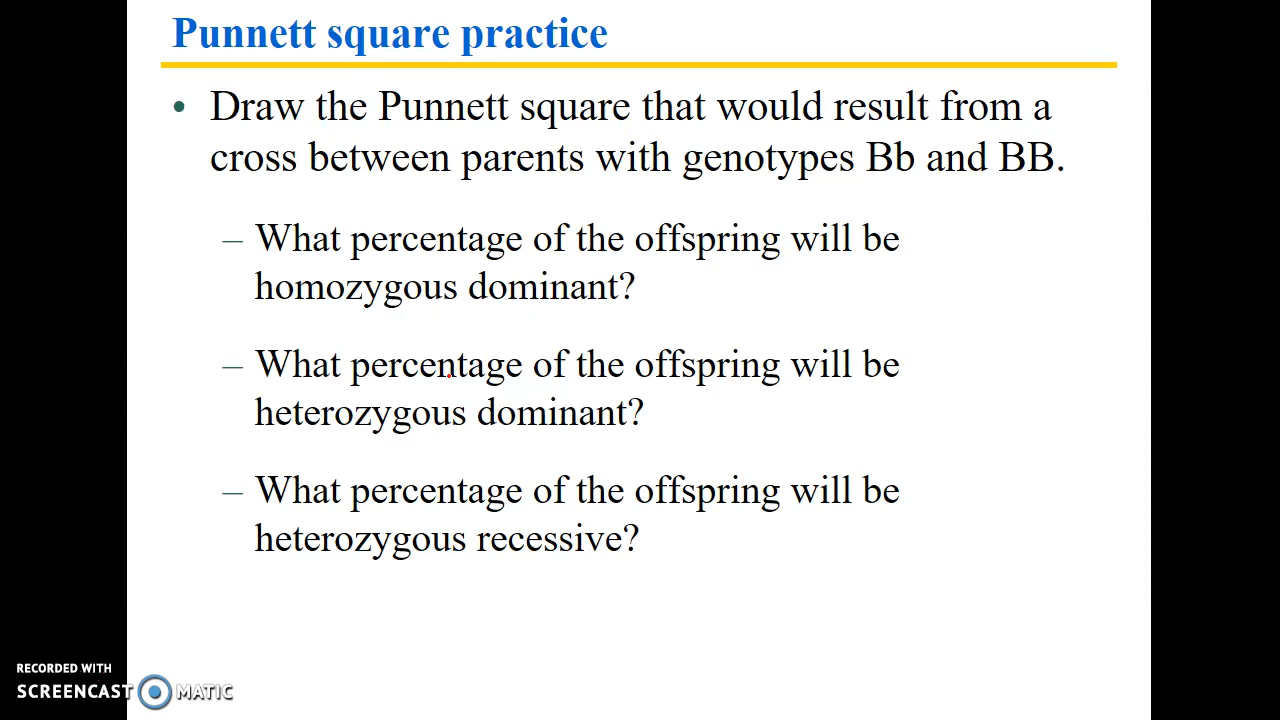 Punnett square practice
• Draw the Punnett square that would result from a
cross between parents with genotypes Bb and BB.
– What percentage of the offspring will be
homozygous dominant?
– What percentage of the offspring will be
heterozygous dominant?
– What percentage of the offspring will be
heterozygous recessive?
RECORDED WITH
SCREENCAST MATIC